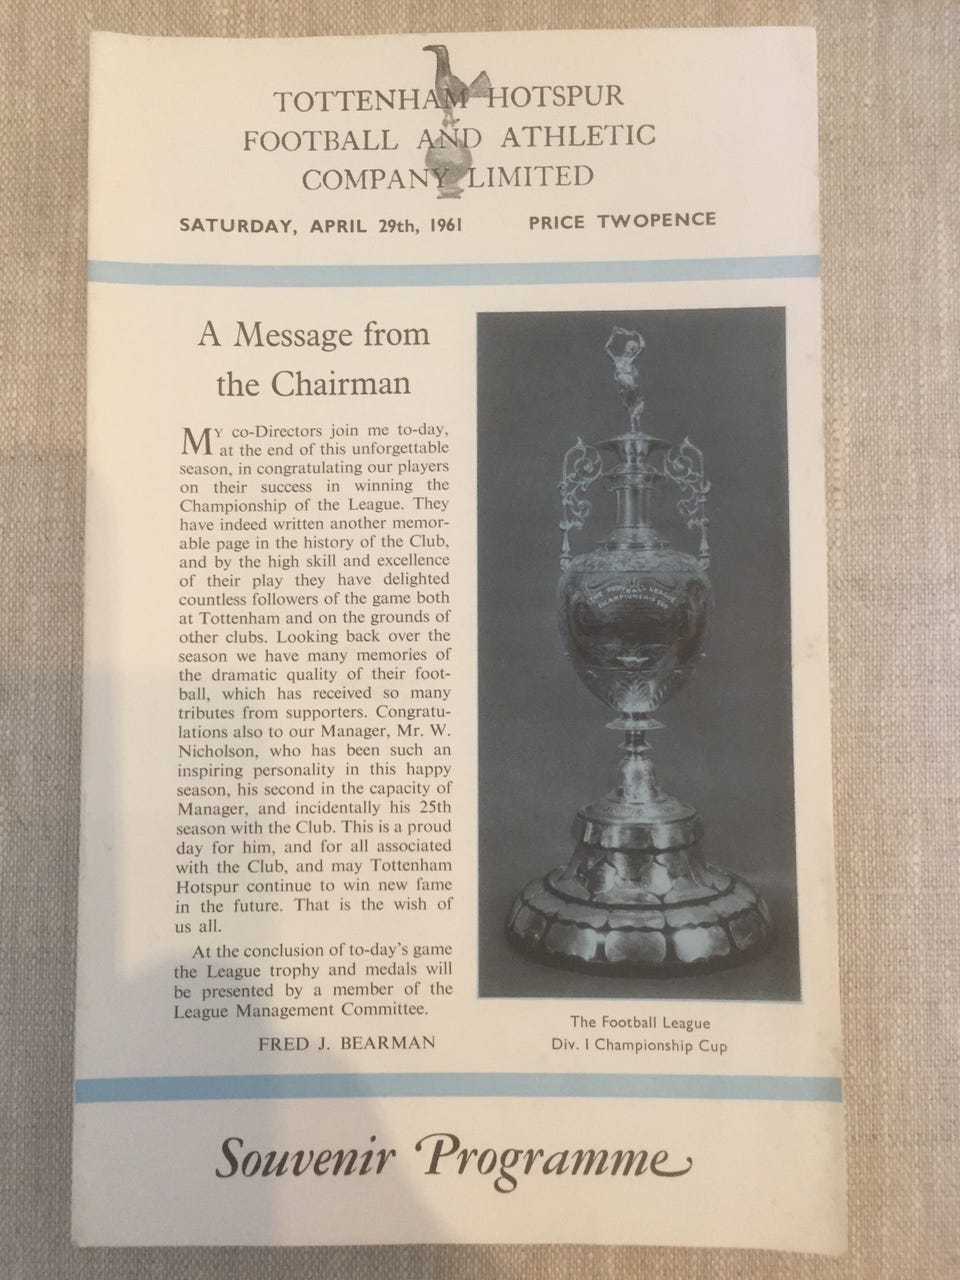 TOTTENHAM HOTSPUR
FOOTBALL AND ATHLETIC
COMPANY LIMITED
SATURDAY, APRIL 29th, 1961 PRICE TWOPENCE
A Message from
the Chairman
MY co-Directors join me to-day,
at the end of this unforgettable
season, in congratulating our players
on their success in winning the
Championship of the League. They
have indeed written another memor-
able page in the history of the Club,
and by the high skill and excellence
of their play they have delighted
countless followers of the game both
at Tottenham and on the grounds of
other clubs. Looking back over the
season we have many memories of
the dramatic quality of their foot-
ball, which has received so many
tributes from supporters. Congratu-
lations also to our Manager, Mr. W.
Nicholson, who has been such an
inspiring personality in this happy
season, his second in the capacity of
Manager, and incidentally his 25th
season with the Club. This is a proud
day for him, and for all associated
with the Club, and may Tottenham
Hotspur continue to win new fame
in the future. That is the wish of
us all.
At the conclusion of to-day's game
the League trophy and medals will
be presented by a member of the
League Management Committee.
FRED J. BEARMAN
THE FOOTBALL LEAGUE
CHAMPIONSHIP CUP
The Football League
Div. I Championship Cup
Souvenir Programme